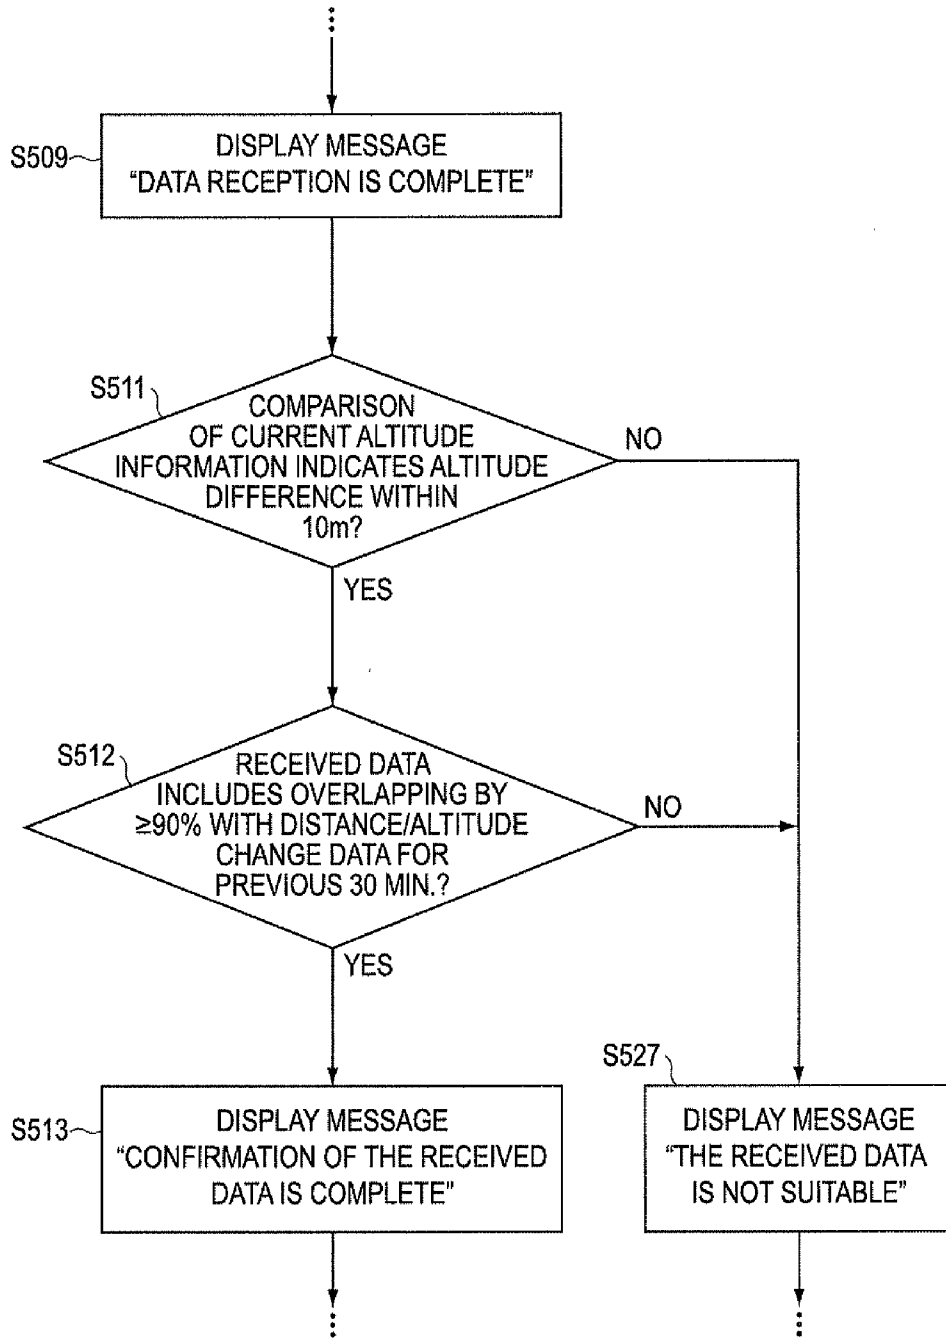 S509
DISPLAY MESSAGE
“DATA RECEPTION IS COMPLETE”
S511
COMPARISON
OF CURRENT ALTITUDE
INFORMATION INDICATES ALTITUDE
DIFFERENCE WITHIN
10m?
NO
YES
S512
RECEIVED DATA
INCLUDES OVERLAPPING BY
≥90% WITH DISTANCE/ALTITUDE
CHANGE DATA FOR
PREVIOUS 30 MIN.?
NO
YES
S513
DISPLAY MESSAGE
“CONFIRMATION OF THE RECEIVED
DATA IS COMPLETE”
S527
DISPLAY MESSAGE
“THE RECEIVED DATA
IS NOT SUITABLE”